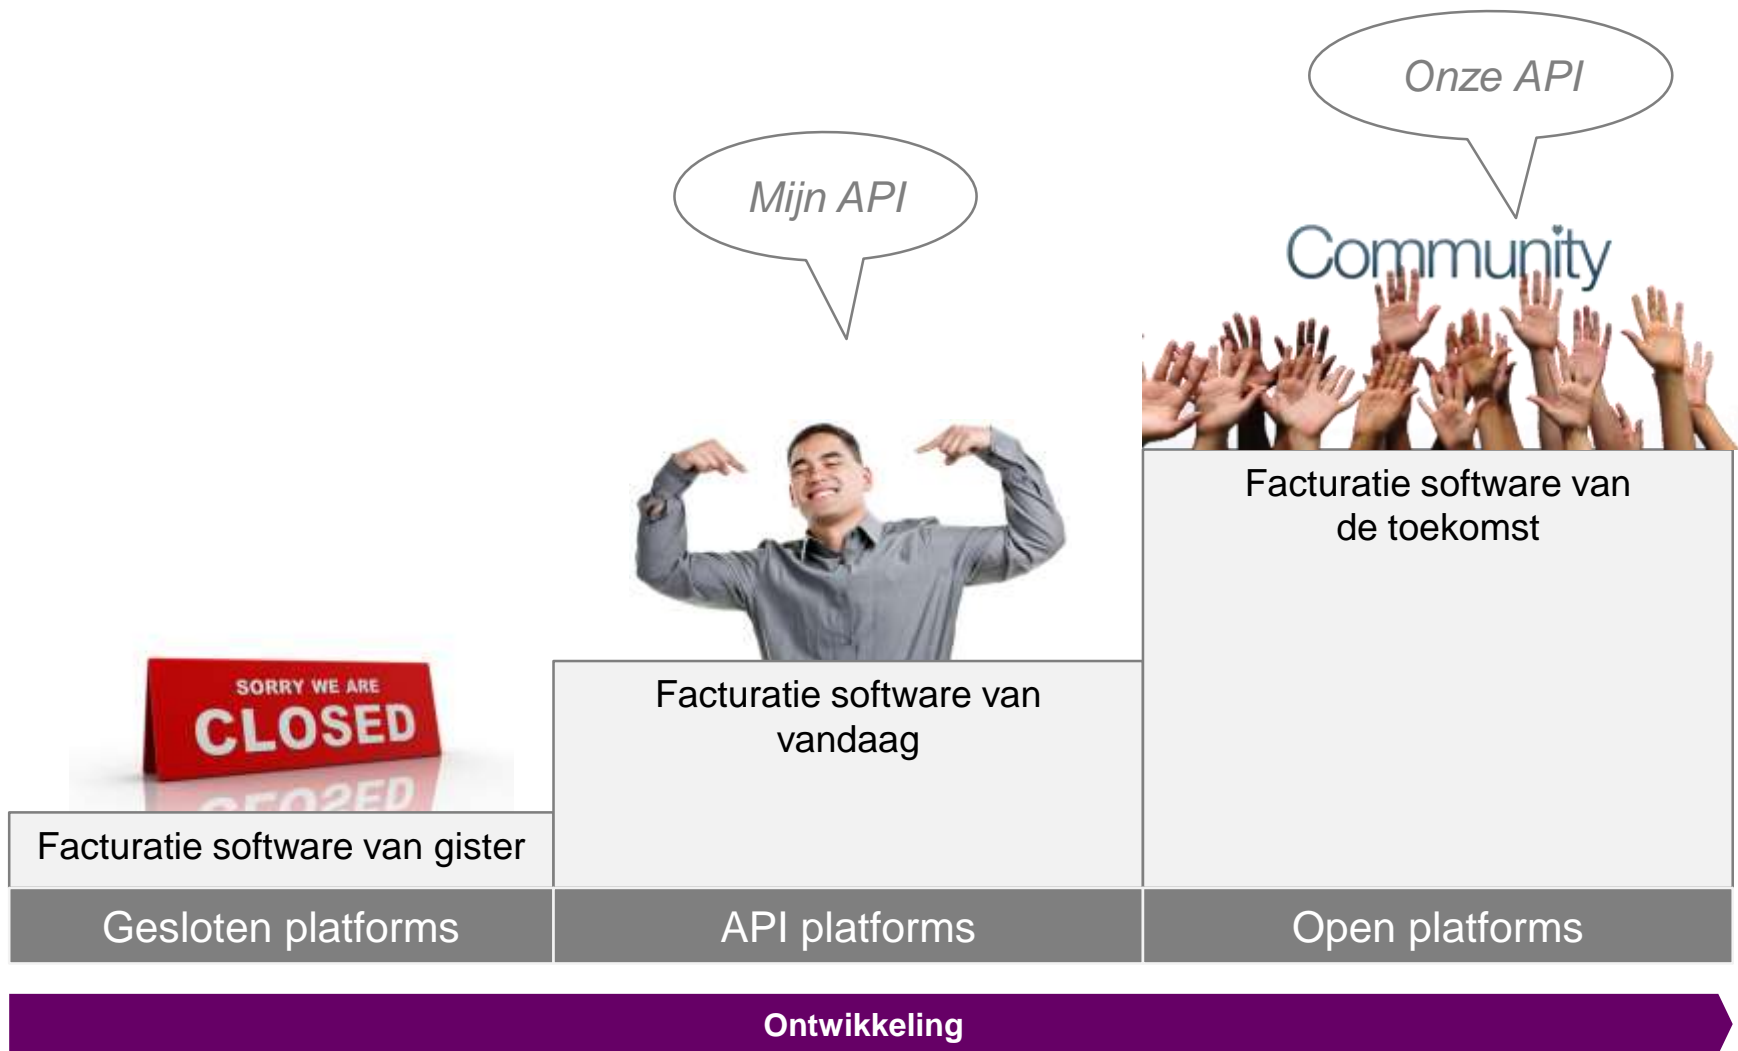 Onze API
Mijn API
Community
Facturatie software van
de toekomst
Facturatie software van
vandaag
SORRY WE ARE
CLOSED
Facturatie software van gister
Gesloten platforms
API platforms
Open platforms
Ontwikkeling